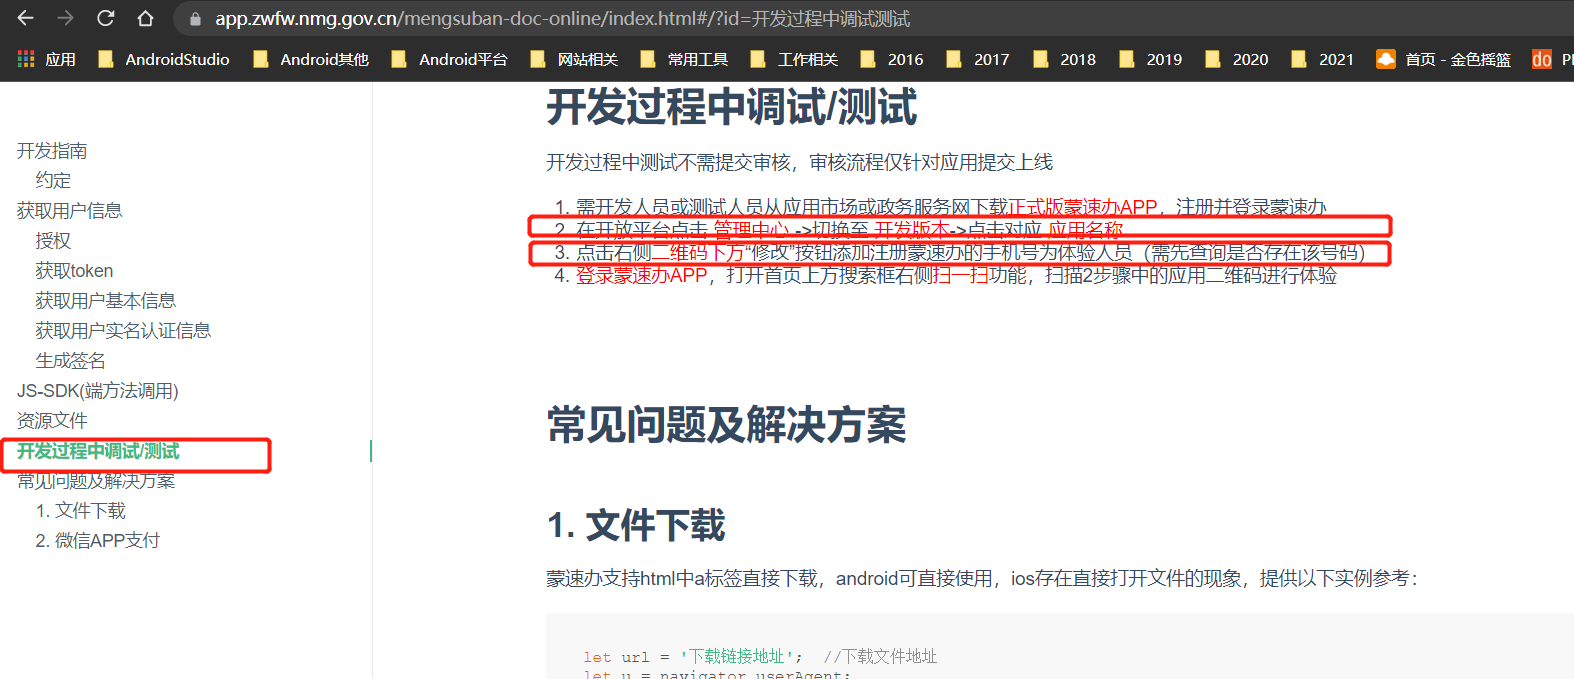 app.zwfw.nmg.gov.cn/mengsuban-doc-online/index.html#/?id=开发过程中调试测试
应用 AndroidStudio Android其他 Android平台 网站相关 常用工具 工作相关 2016 2017 2018 2019 2020 2021 首页 - 金色摇篮 do
开发指南
约定
获取用户信息
授权
获取token
获取用户基本信息
获取用户实名认证信息
生成签名
JS-SDK(端方法调用)
资源文件
开发过程中调试/测试
常见问题及解决方案
1. 文件下载
2. 微信APP支付
开发过程中调试/测试
开发过程中测试不需提交审核，审核流程仅针对应用提交上线
1. 需开发人员或测试人员从应用市场或政务服务网下载正式版蒙速办APP，注册并登录蒙速办
2. 在开放平台点击 管理中心 ->切换至 开发版本->点击对应 应用名称
3. 点击右侧二维码下方“修改”按钮添加注册蒙速办的手机号为体验人员（需先查询是否存在该号码）
4. 登录蒙速办APP，打开首页上方搜索框右侧扫一扫功能，扫描2步骤中的应用二维码进行体验
常见问题及解决方案
1. 文件下载
蒙速办支持html中a标签直接下载，android可直接使用，ios存在直接打开文件的现象，提供以下实例参考：
let url = '下载链接地址'; //下载文件地址
let u = navigator.userAgent;